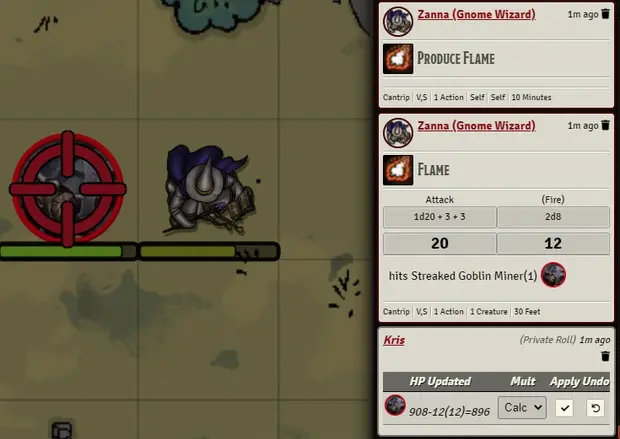 Zanna (Gnome Wizard) 1m ago
PRODUCE FLAME
Cantrip V,S 1 Action Self Self 10 Minutes
Zanna (Gnome Wizard) 1m ago
FLAME
Attack (Fire)
1d20 + 3 + 3 2d8
20 12
hits Streaked Goblin Miner(1)
Cantrip V,S 1 Action 1 Creature 30 Feet
Kris (Private Roll) 1m ago
HP Updated Mult Apply Undo
908-12(12)=896 Calc